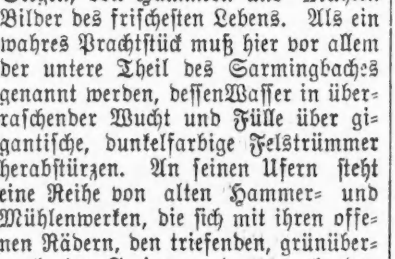 Bilder des frischesten Lebens. Als ein
wahres Prachtstück muß hier vor allem
der untere Theil des Sarmingbaches
genannt werden, dessen Wasser in über-
raschender Wucht und Fülle über gi-
gantische, dunkelfarbige Felstrümmer
herabstürzen. An seinen Ufern steht
eine Reihe von alten Hammer- und
Mühlenwerken, die sich mit ihren offe-
nen Rädern, den triefenden, grünüber-